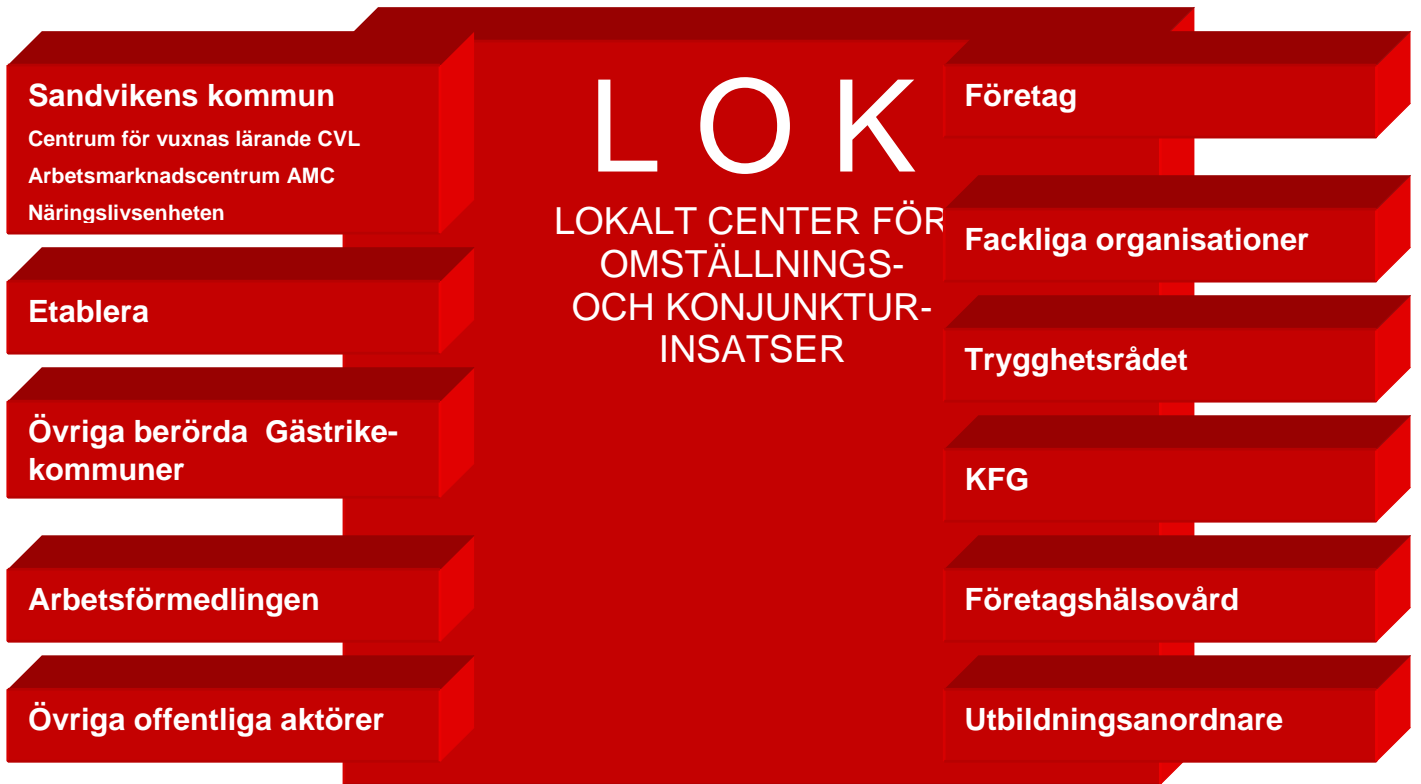 Sandvikens kommun
Centrum för vuxnas lärande CVL
Arbetsmarknadscentrum AMC
Näringslivsenheten
Etablera
Övriga berörda Gästrike-
kommuner
Arbetsförmedlingen
Övriga offentliga aktörer
L O K
LOKALT CENTER FÖR
OMSTÄLLNINGS-
OCH KONJUNKTUR-
INSATSER
Företag
Fackliga organisationer
Trygghetsrådet
KFG
Företagshälsovård
Utbildningsanordnare